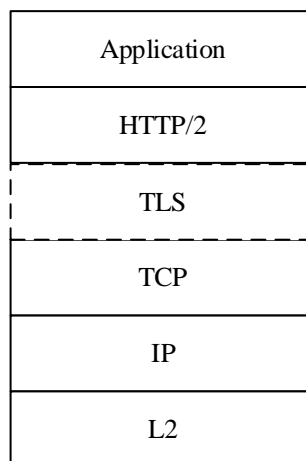 Application
HTTP/2
TLS
TCP
IP
L2